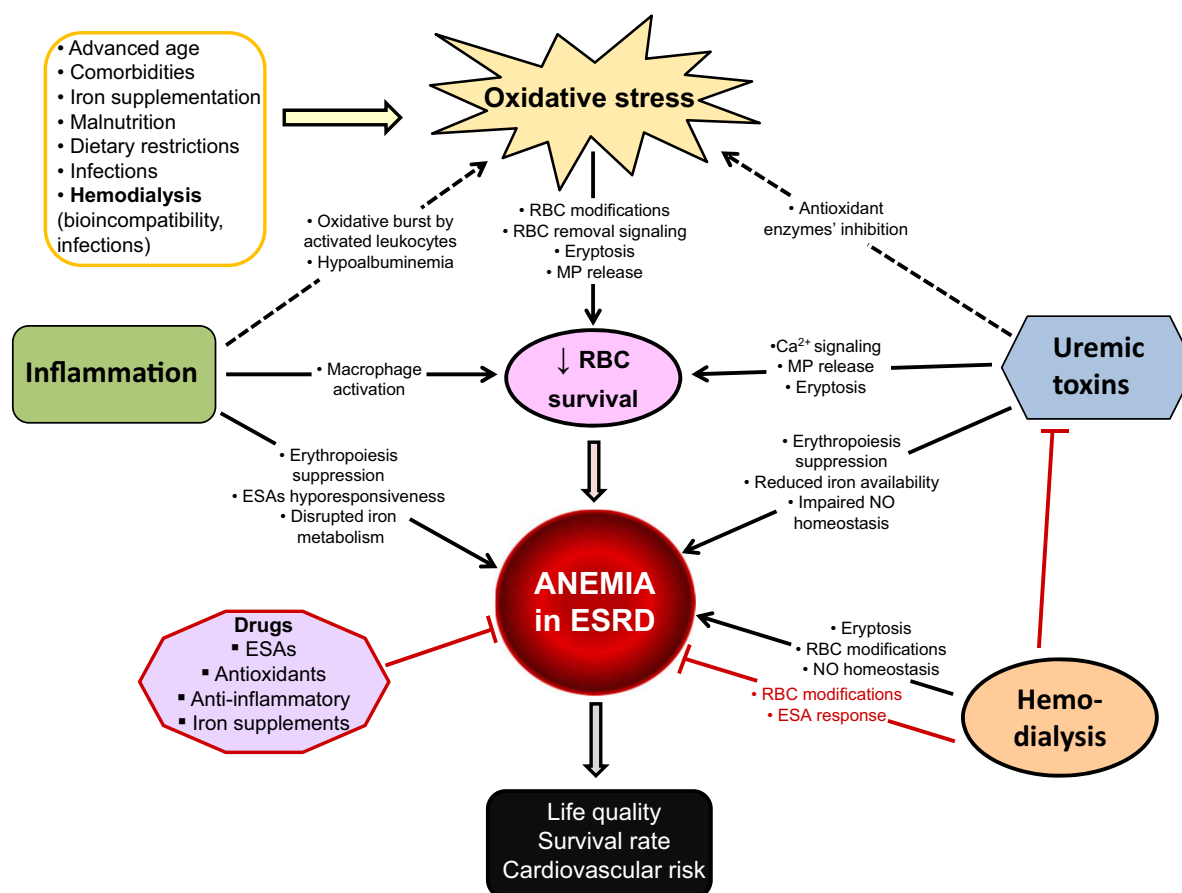 • Advanced age
• Comorbidities
• Iron supplementation
• Malnutrition
• Dietary restrictions
• Infections
• Hemodialysis
(bioincompatibility,
infections)
Oxidative stress
• Oxidative burst by
activated leukocytes
• Hypoalbuminemia
• RBC modifications
• RBC removal signaling
• Eryptosis
• MP release
• Antioxidant
enzymes’ inhibition
Inflammation
• Macrophage
activation
↓ RBC
survival
•Ca²⁺ signaling
• MP release
• Eryptosis
Uremic
toxins
• Erythropoiesis
suppression
• ESAs hyporesponsiveness
• Disrupted iron
metabolism
• Erythropoiesis
suppression
• Reduced iron availability
• Impaired NO
homeostasis
ANEMIA
in ESRD
Drugs
▪ ESAs
▪ Antioxidants
▪ Anti-inflammatory
▪ Iron supplements
• Eryptosis
• RBC modifications
• NO homeostasis
• RBC modifications
• ESA response
Hemo-
dialysis
Life quality
Survival rate
Cardiovascular risk